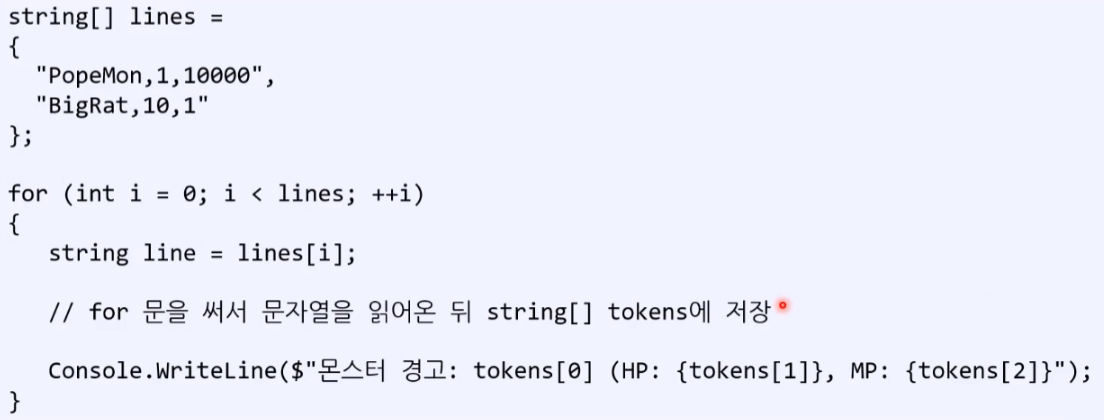 string[] lines =
{
"PopeMon,1,10000",
"BigRat,10,1"
};
for (int i = 0; i < lines; ++i)
{
string line = lines[i];
// for 문을 써서 문자열을 읽어온 뒤 string[] tokens에 저장
Console.WriteLine($"몬스터 경고: tokens[0] (HP: {tokens[1]}, MP: {tokens[2]}");
}